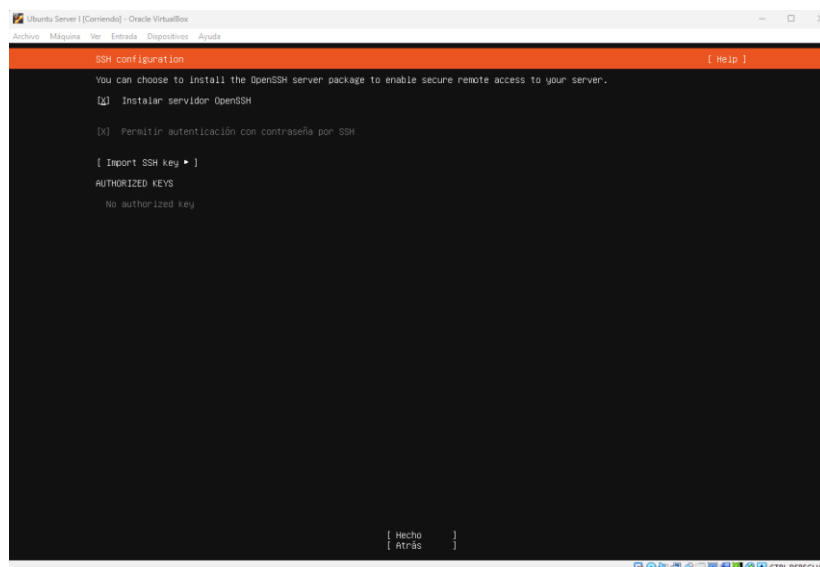 Ubuntu Server I [Corriendo] - Oracle VirtualBox
Archivo Máquina Ver Entrada Dispositivos Ayuda
SSH configuration [ Help ]
You can choose to install the OpenSSH server package to enable secure remote access to your server.
[X] Instalar servidor OpenSSH
[X] Permitir autenticación con contraseña por SSH
[ Import SSH key ► ]
AUTHORIZED KEYS
No authorized key
[ Hecho ]
[ Atrás ]